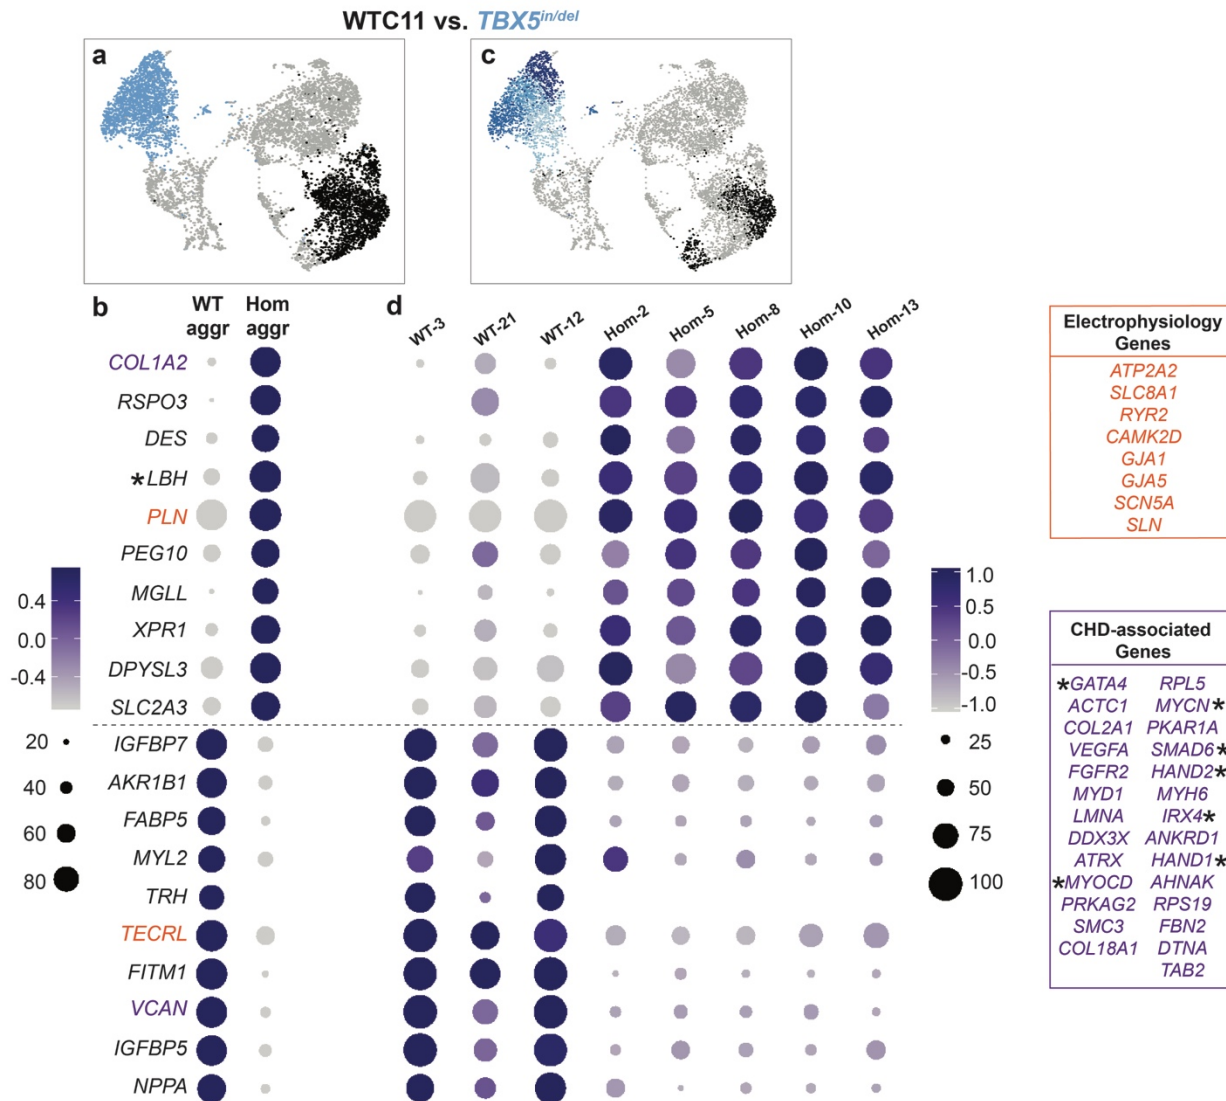 WTC11 vs. TBX5in/del
a
c
b
WT aggr
Hom aggr
d
WT-3
WT-21
WT-12
Hom-2
Hom-5
Hom-8
Hom-10
Hom-13
COL1A2
RSPO3
DES
*LBH
PLN
PEG10
MGLL
XPR1
DPYSL3
SLC2A3
IGFBP7
AKR1B1
FABP5
MYL2
TRH
TECRL
FITM1
VCAN
IGFBP5
NPPA
0.4
0.0
-0.4
20
40
60
80
1.0
0.5
0.0
-0.5
-1.0
25
50
75
100
Electrophysiology
Genes
ATP2A2
SLC8A1
RYR2
CAMK2D
GJA1
GJA5
SCN5A
SLN
CHD-associated
Genes
*GATA4 RPL5
ACTC1 MYCN*
COL2A1 PKAR1A
VEGFA SMAD6*
FGFR2 HAND2*
MYD1 MYH6
LMNA IRX4*
DDX3X ANKRD1
ATRX HAND1*
*MYOCD AHNAK
PRKAG2 RPS19
SMC3 FBN2
COL18A1 DTNA
TAB2